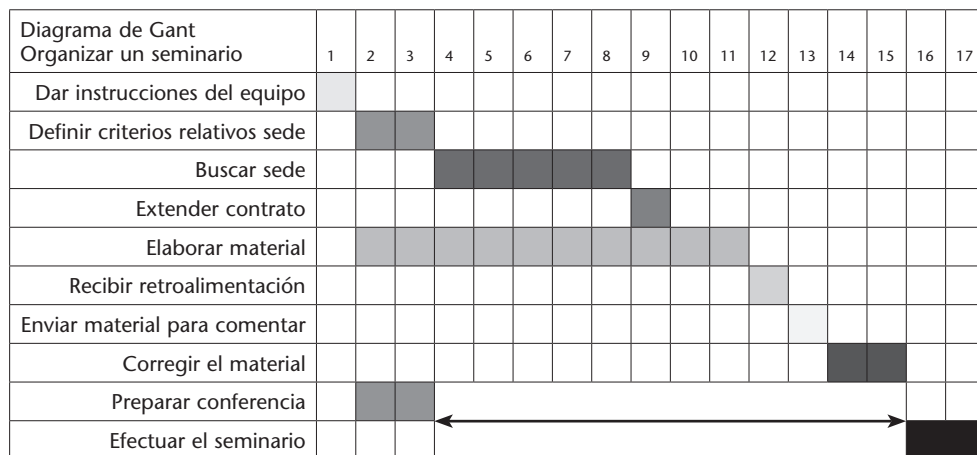 Diagrama de Gant
Organizar un seminario 1 2 3 4 5 6 7 8 9 10 11 12 13 14 15 16 17
Dar instrucciones del equipo
Definir criterios relativos sede
Buscar sede
Extender contrato
Elaborar material
Recibir retroalimentación
Enviar material para comentar
Corregir el material
Preparar conferencia
Efectuar el seminario